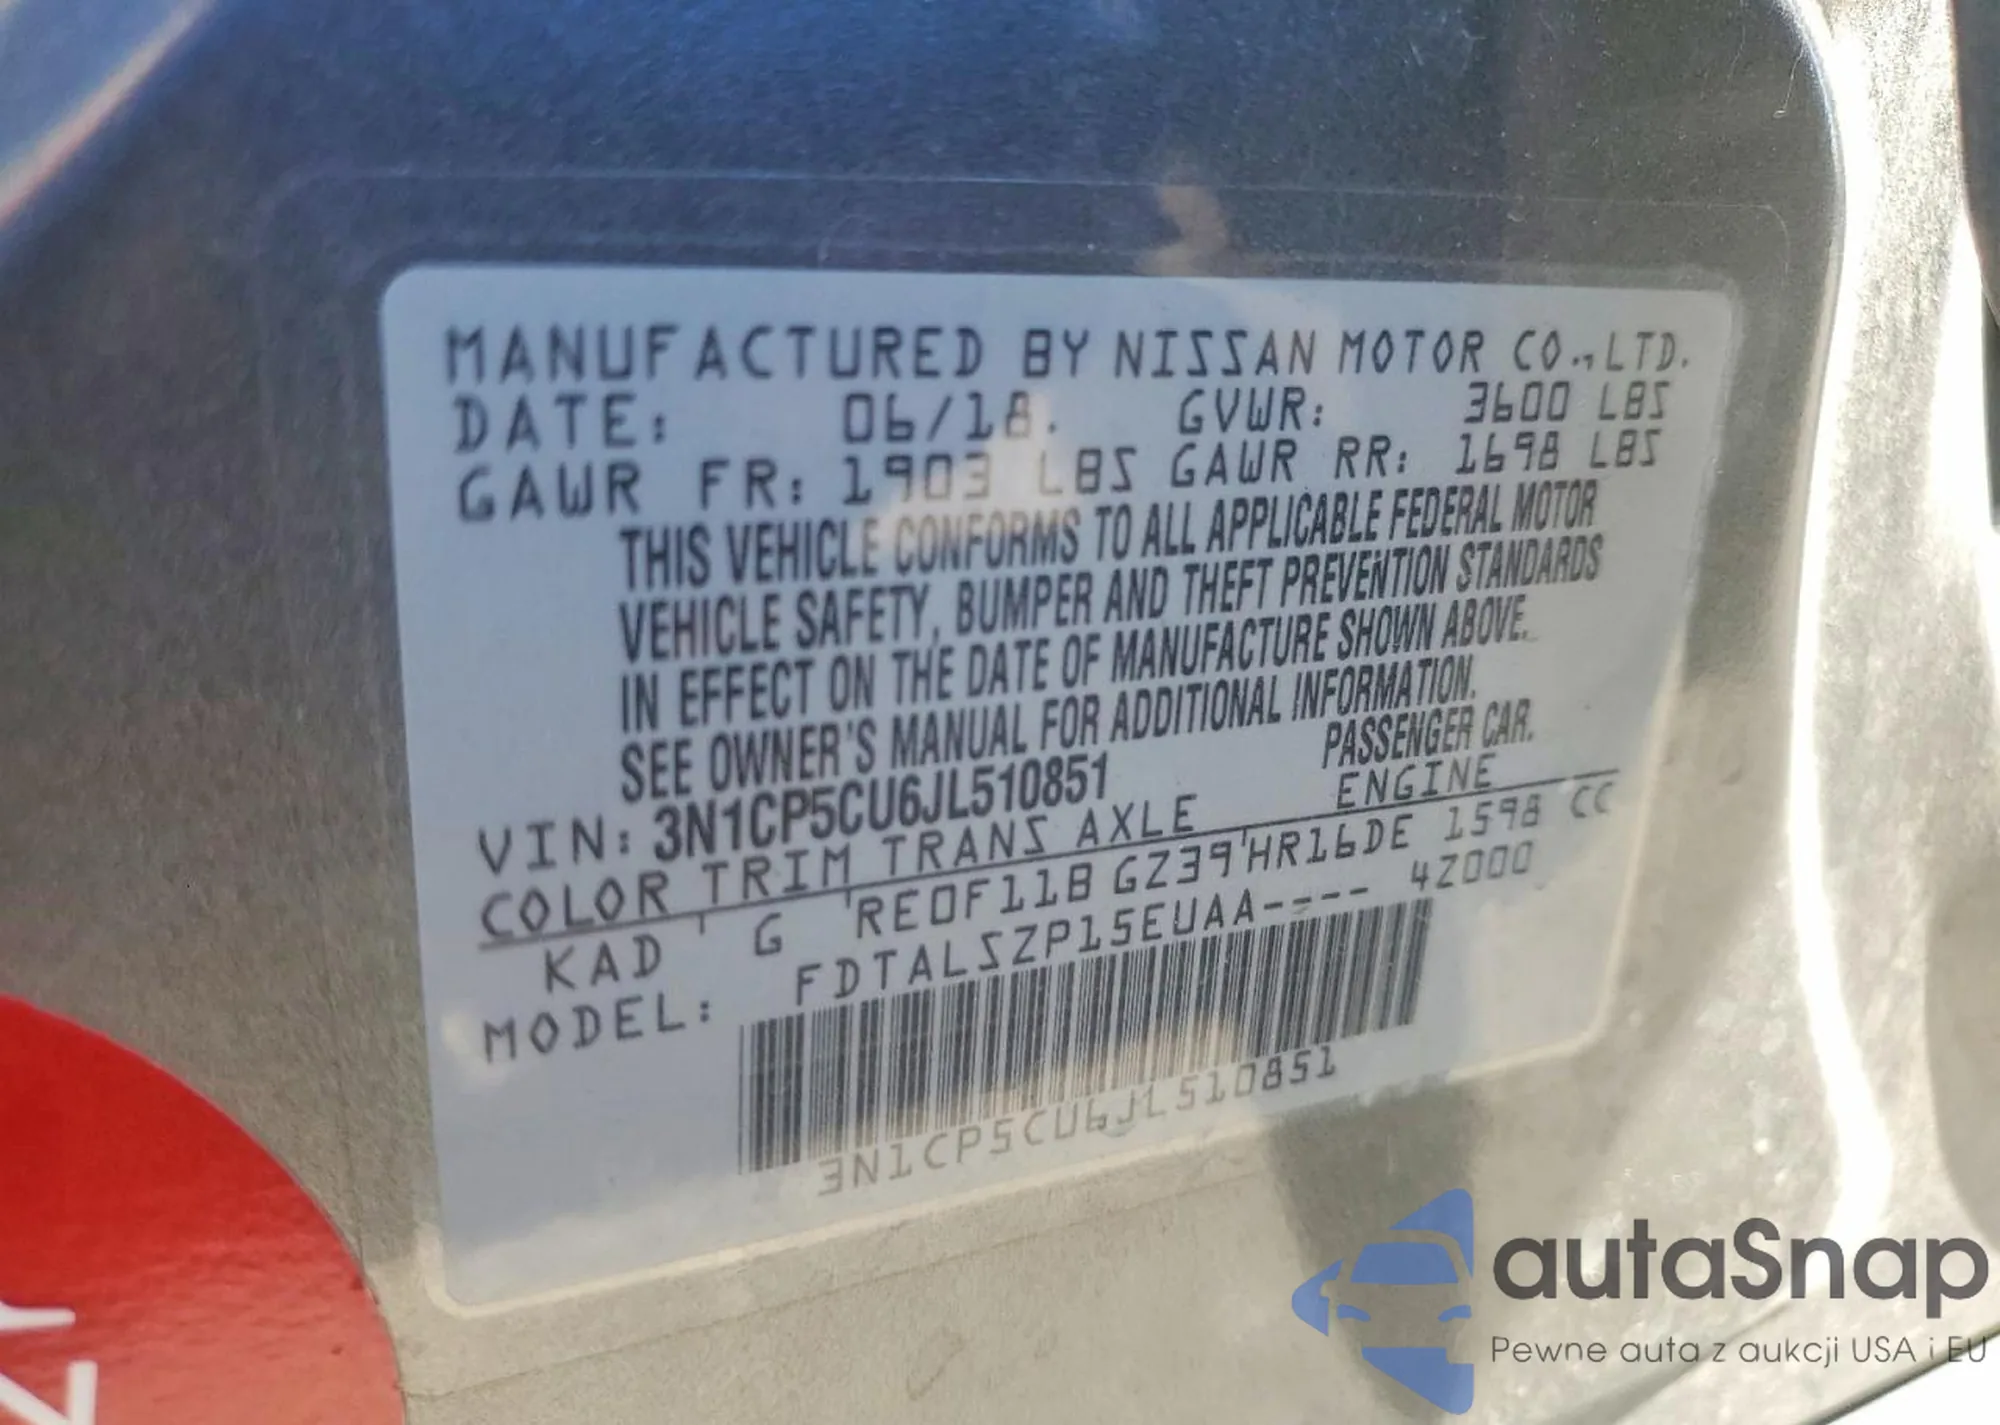 MANUFACTURED BY NISSAN MOTOR CO., LTD.
DATE: 06/18. GVWR: 3600 LBS
GAWR FR: 1903 LBS GAWR RR: 1698 LBS
THIS VEHICLE CONFORMS TO ALL APPLICABLE FEDERAL MOTOR
VEHICLE SAFETY, BUMPER AND THEFT PREVENTION STANDARDS
IN EFFECT ON THE DATE OF MANUFACTURE SHOWN ABOVE.
SEE OWNER'S MANUAL FOR ADDITIONAL INFORMATION.
VIN: 3N1CP5CU6JL510851 PASSENGER CAR.
COLOR TRIM TRANS AXLE ENGINE
KAD G RE0F11B GZ39 HR16DE 1598 CC
MODEL: FDTALSZP15EUAA---- 4Z000
3N1CP5CU6JL510851
autaSnap
Pewne auta z aukcji USA i EU